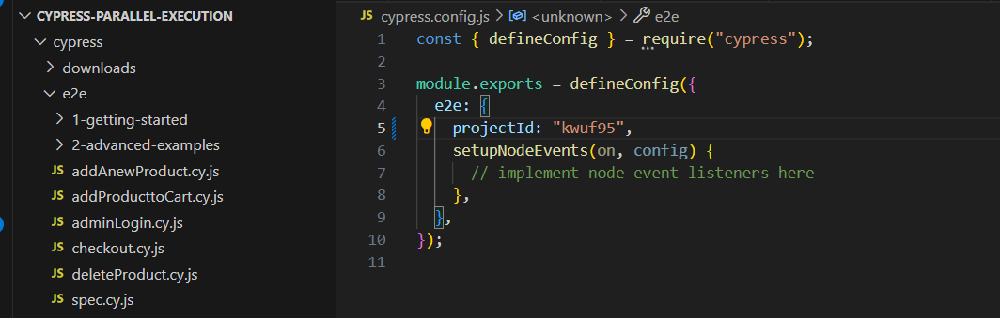 CYPRESS-PARALLEL-EXECUTION
cypress
downloads
e2e
1-getting-started
2-advanced-examples
JS addAnewProduct.cy.js
JS addProducttoCart.cy.js
JS adminLogin.cy.js
JS checkout.cy.js
JS deleteProduct.cy.js
JS spec.cy.js
JS cypress.config.js > <unknown> > e2e
1 const { defineConfig } = require("cypress");
2
3 module.exports = defineConfig({
4 e2e: {
5 projectId: "kwuf95",
6 setupNodeEvents(on, config) {
7 // implement node event listeners here
8 },
9 },
10 });
11